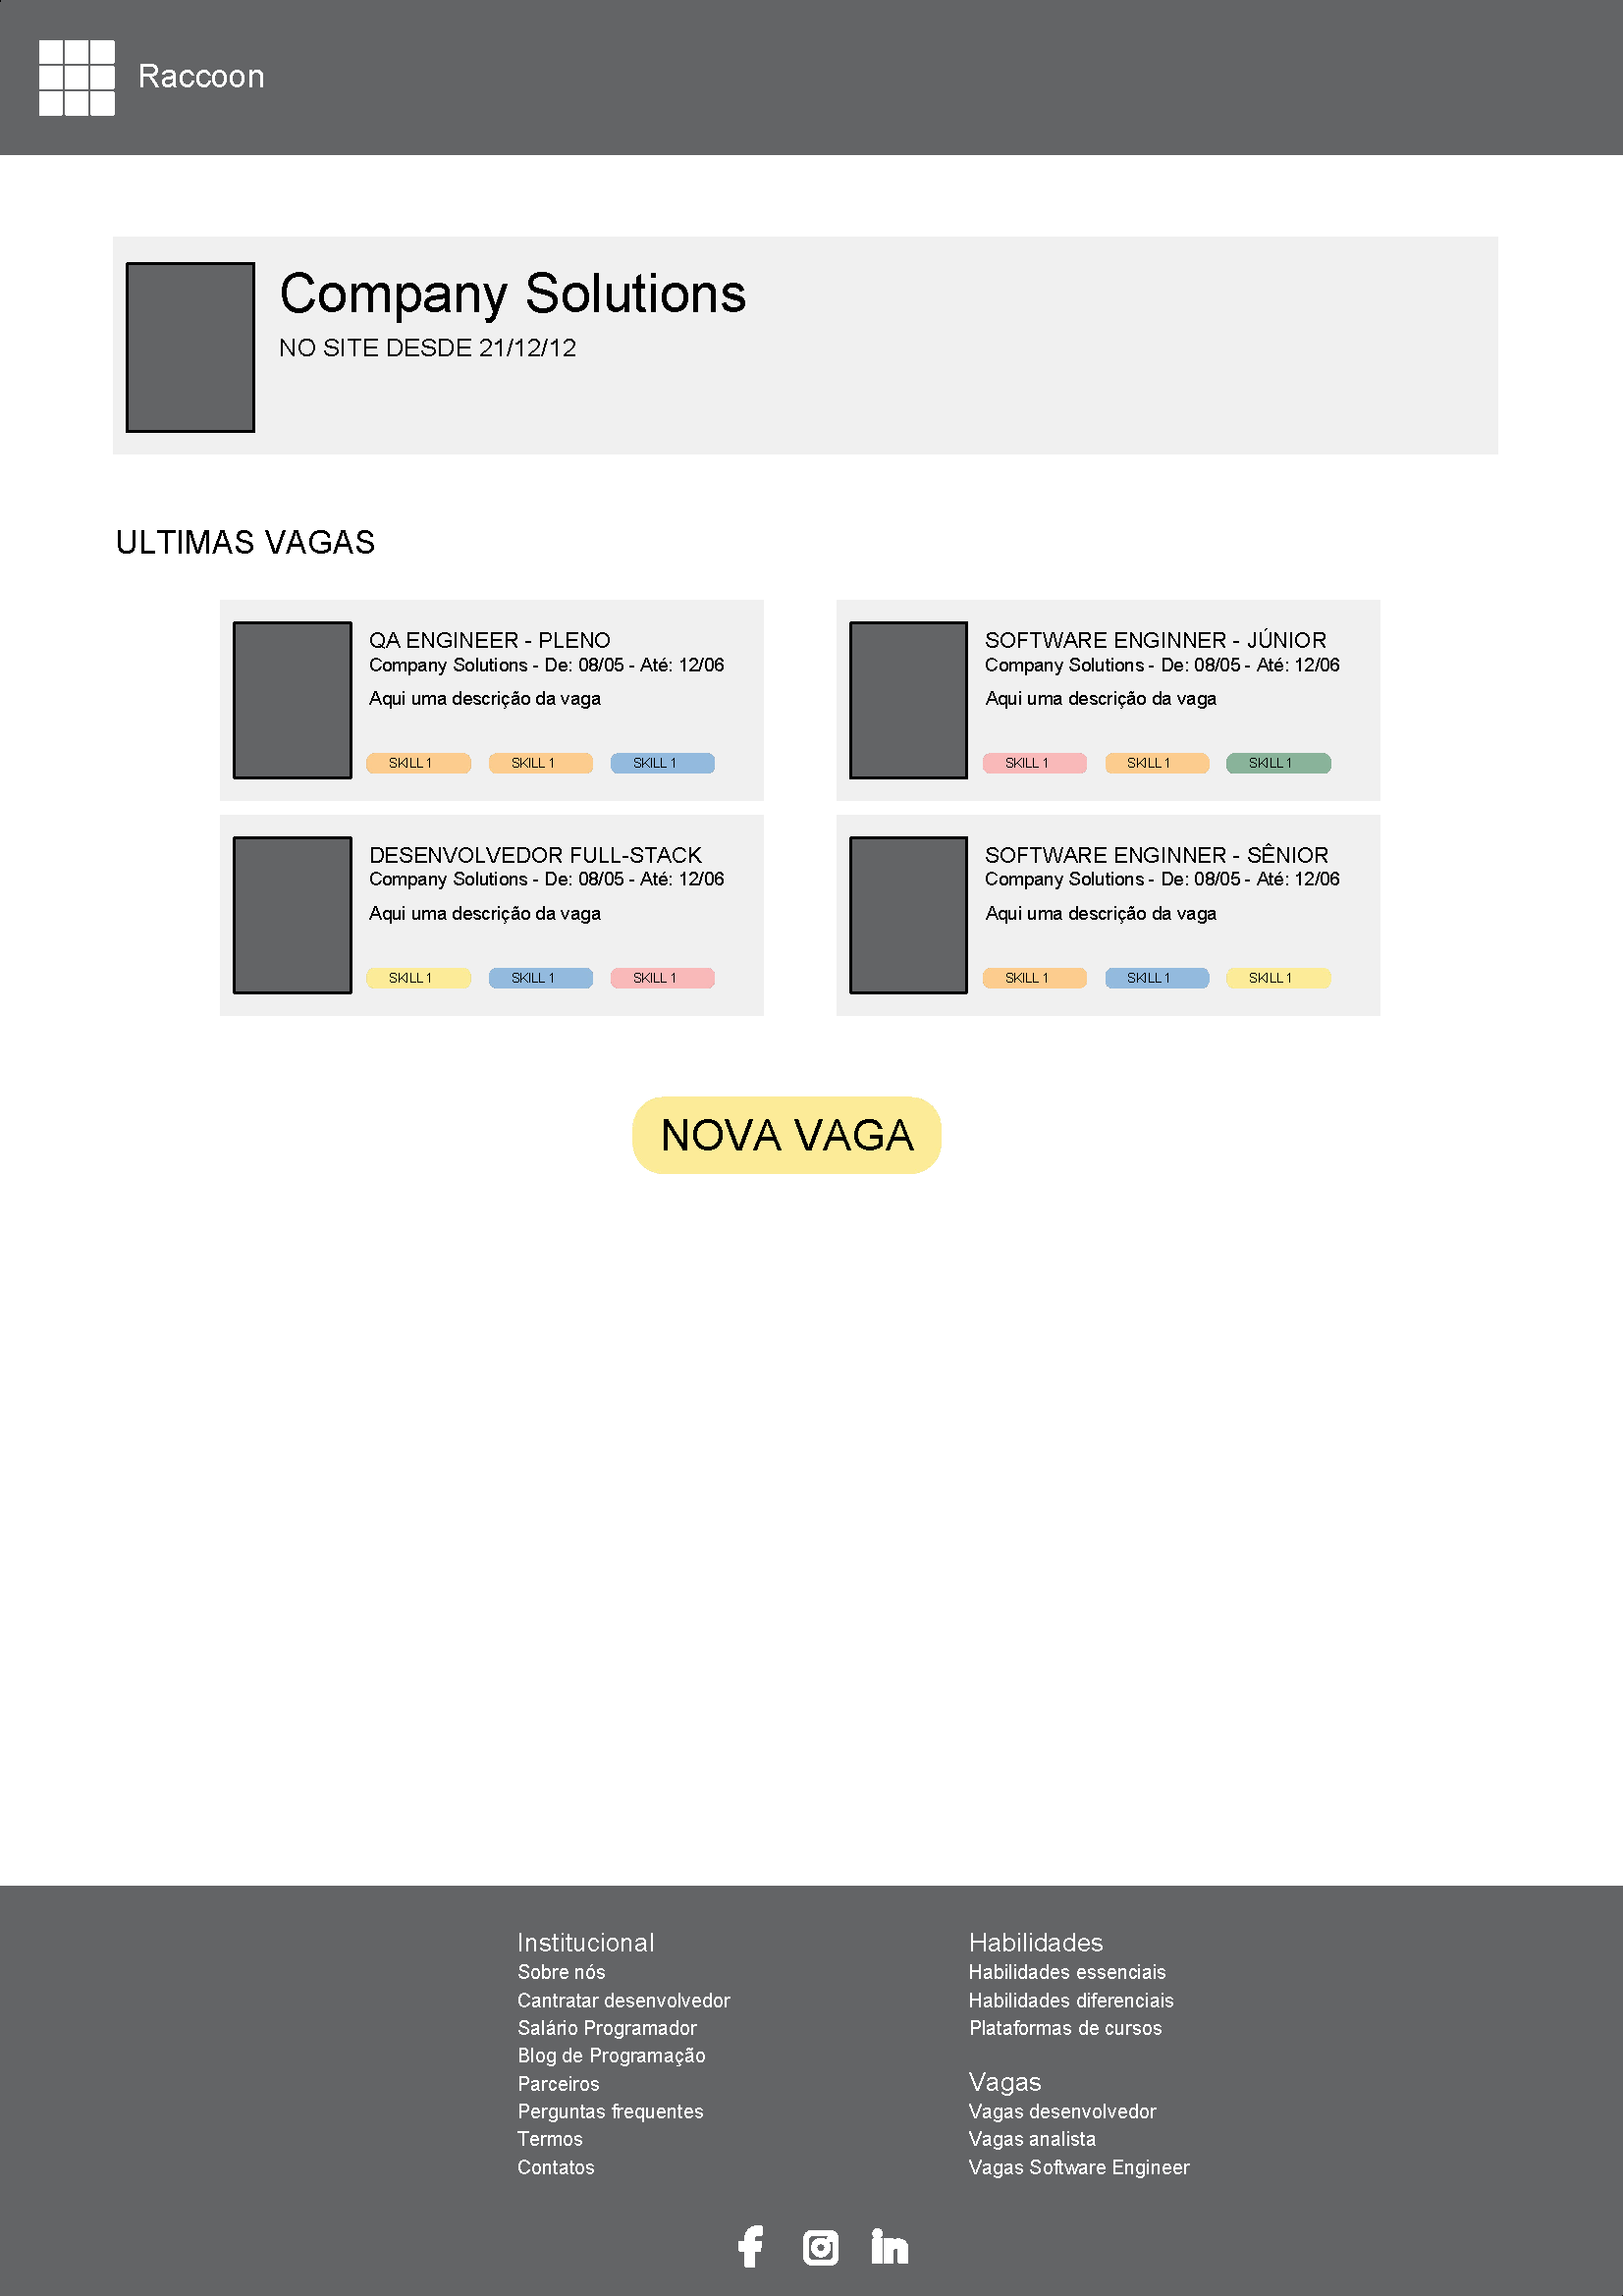 Raccoon
Company Solutions
NO SITE DESDE 21/12/12
ULTIMAS VAGAS
QA ENGINEER - PLENO
Company Solutions - De: 08/05 - Até: 12/06
Aqui uma descrição da vaga
SKILL 1 SKILL 1 SKILL 1
SOFTWARE ENGINNER - JÚNIOR
Company Solutions - De: 08/05 - Até: 12/06
Aqui uma descrição da vaga
SKILL 1 SKILL 1 SKILL 1
DESENVOLVEDOR FULL-STACK
Company Solutions - De: 08/05 - Até: 12/06
Aqui uma descrição da vaga
SKILL 1 SKILL 1 SKILL 1
SOFTWARE ENGINNER - SÊNIOR
Company Solutions - De: 08/05 - Até: 12/06
Aqui uma descrição da vaga
SKILL 1 SKILL 1 SKILL 1
NOVA VAGA
Institucional
Sobre nós
Cantratar desenvolvedor
Salário Programador
Blog de Programação
Parceiros
Perguntas frequentes
Termos
Contatos
Habilidades
Habilidades essenciais
Habilidades diferenciais
Plataformas de cursos
Vagas
Vagas desenvolvedor
Vagas analista
Vagas Software Engineer